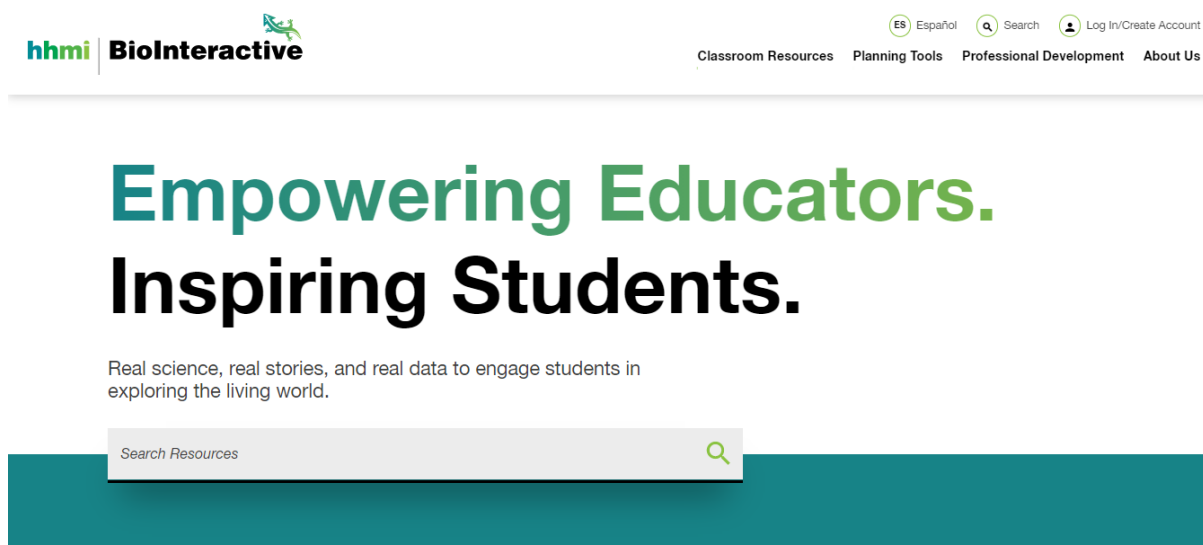 ES Español Search Log In/Create Account
hhmi BioInteractive
Classroom Resources Planning Tools Professional Development About Us
Empowering Educators.
Inspiring Students.
Real science, real stories, and real data to engage students in
exploring the living world.
Search Resources